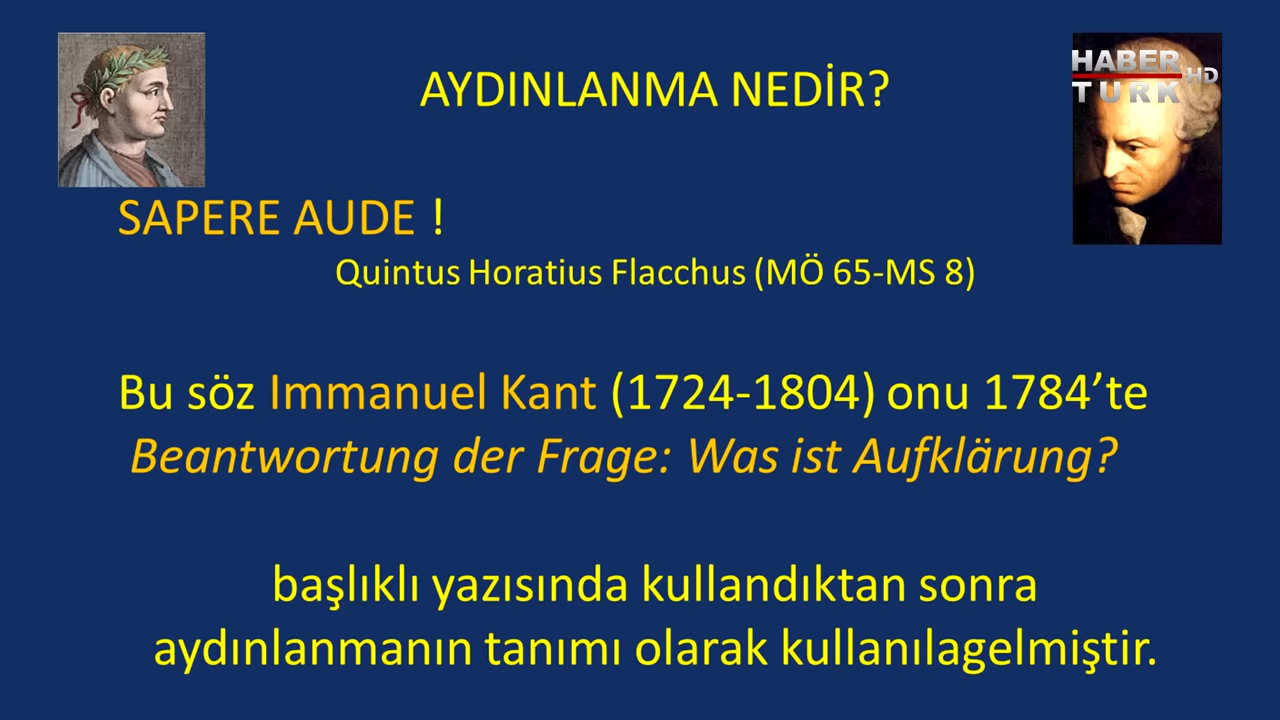 AYDINLANMA NEDİR?
HABER
TURK HD
SAPERE AUDE !
Quintus Horatius Flacchus (MÖ 65-MS 8)
Bu söz Immanuel Kant (1724-1804) onu 1784’te
Beantwortung der Frage: Was ist Aufklärung?
başlıklı yazısında kullandıktan sonra
aydınlanmanın tanımı olarak kullanılagelmiştir.